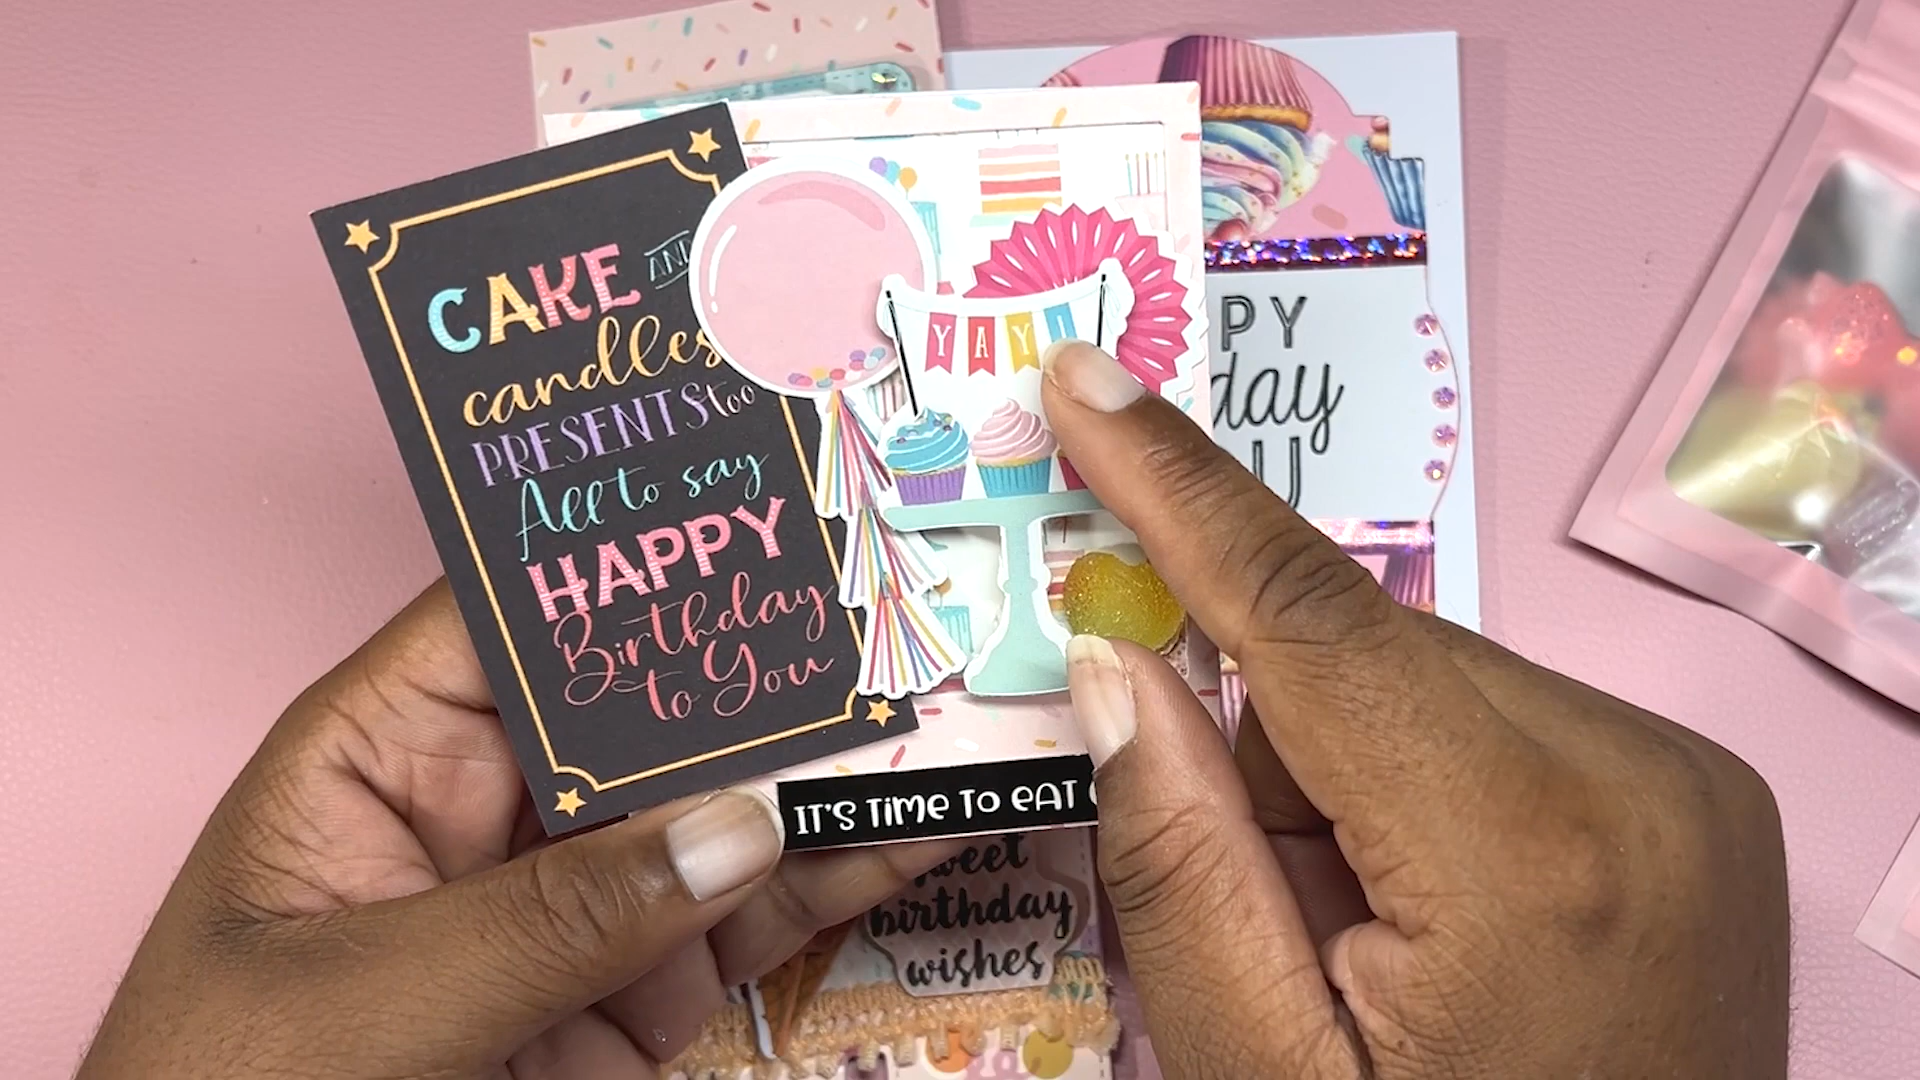 CAKE AND
candles
PRESENTS too
All to say
HAPPY
Birthday
to You
YAY!
IT'S TIME TO EAT
sweet
birthday
wishes
PPY
day
U